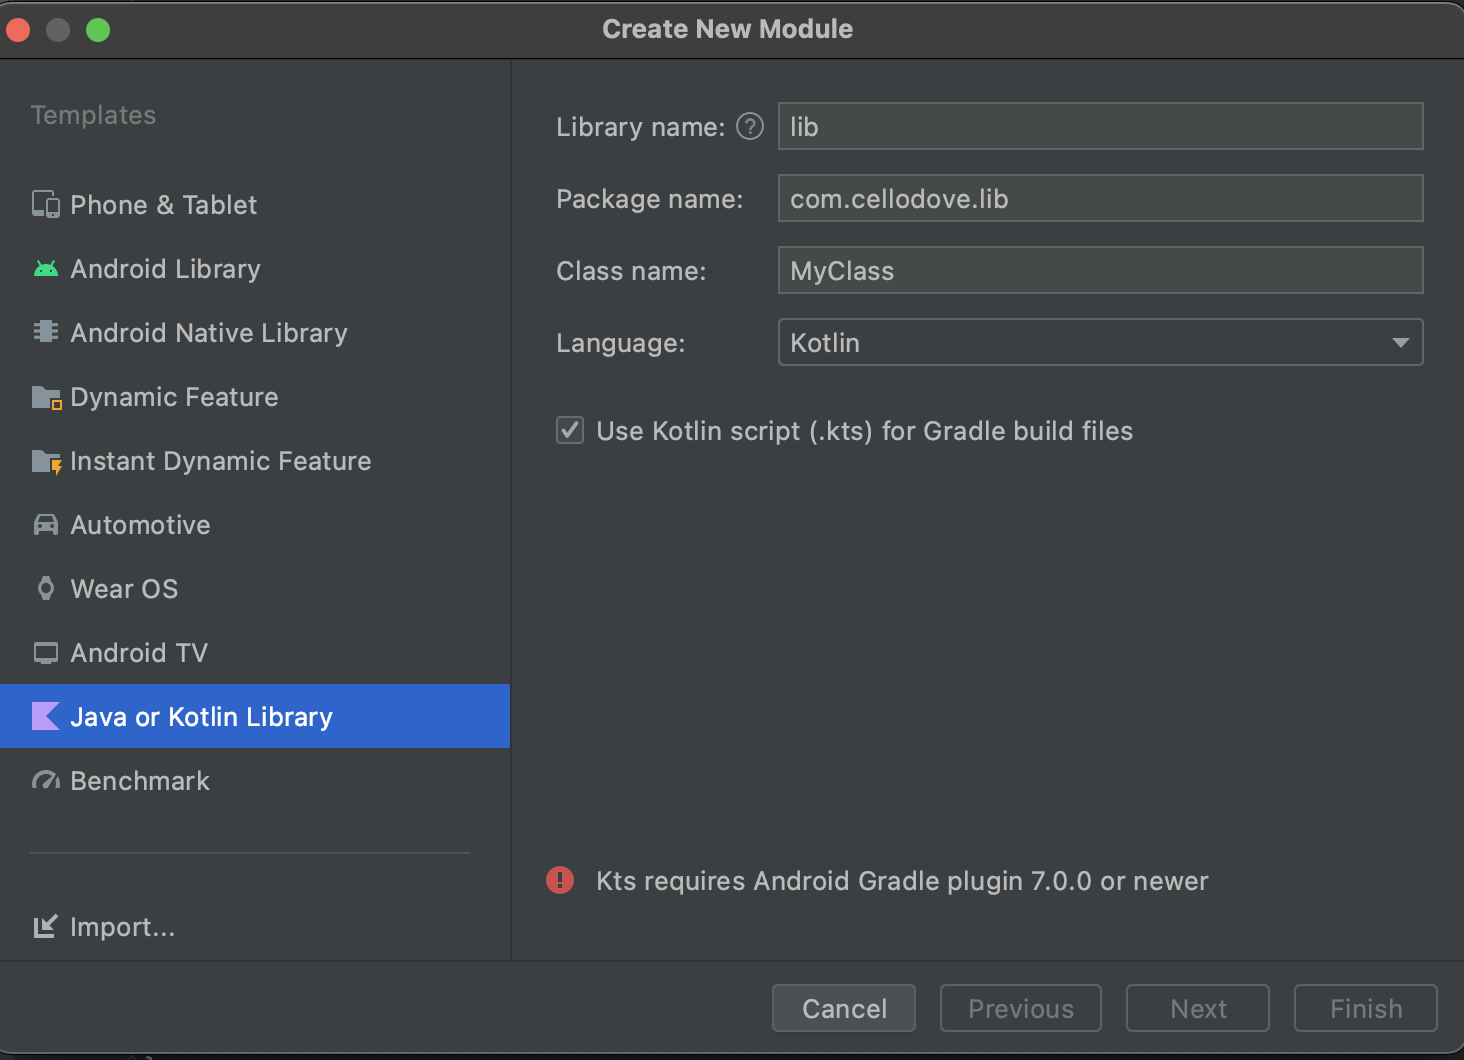 Create New Module
Templates
Phone & Tablet
Android Library
Android Native Library
Dynamic Feature
Instant Dynamic Feature
Automotive
Wear OS
Android TV
Java or Kotlin Library
Benchmark
Import...
Library name: ? lib
Package name: com.cellodove.lib
Class name: MyClass
Language: Kotlin
Use Kotlin script (.kts) for Gradle build files
! Kts requires Android Gradle plugin 7.0.0 or newer
Cancel Previous Next Finish